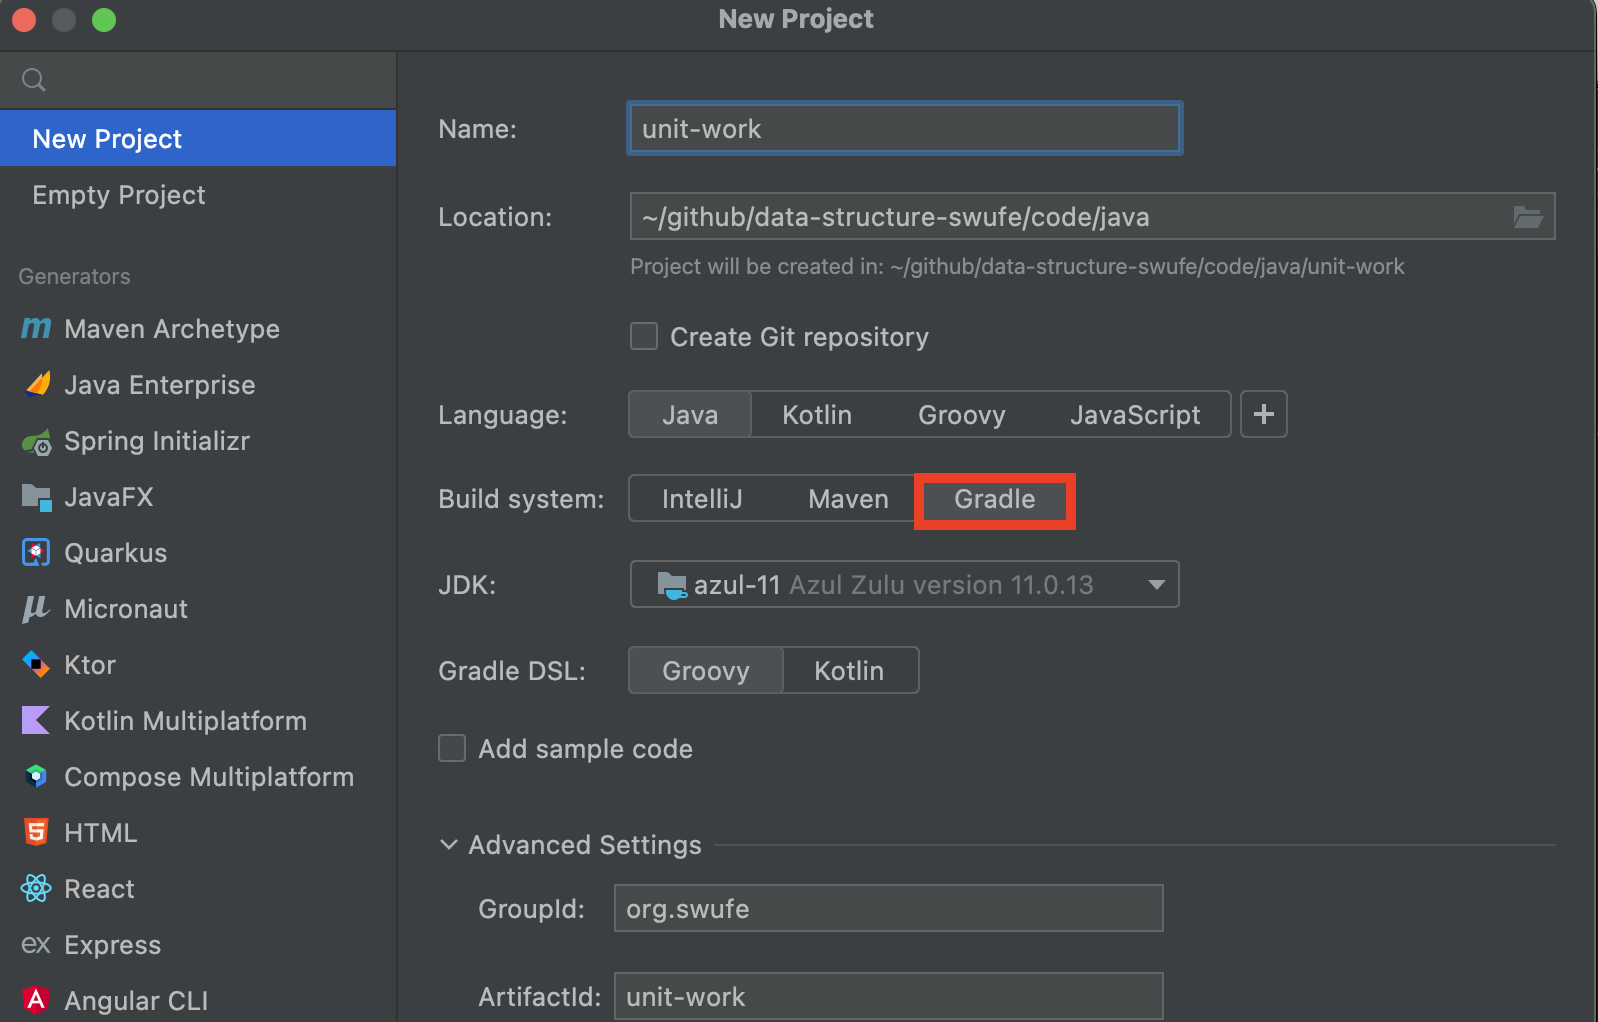 New Project
New Project
Empty Project
Generators
Maven Archetype
Java Enterprise
Spring Initializr
JavaFX
Quarkus
Micronaut
Ktor
Kotlin Multiplatform
Compose Multiplatform
HTML
React
ex Express
Angular CLI
Name: unit-work
Location: ~/github/data-structure-swufe/code/java
Project will be created in: ~/github/data-structure-swufe/code/java/unit-work
Create Git repository
Language: Java Kotlin Groovy JavaScript +
Build system: IntelliJ Maven Gradle
JDK: azul-11 Azul Zulu version 11.0.13
Gradle DSL: Groovy Kotlin
Add sample code
Advanced Settings
GroupId: org.swufe
ArtifactId: unit-work